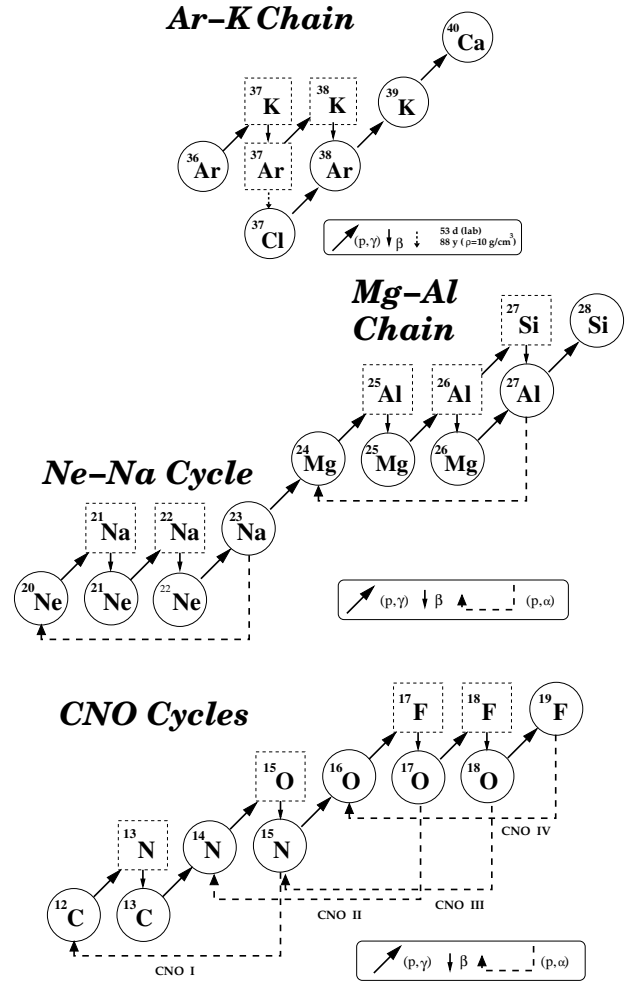 Ar–K Chain
40
Ca
37
K
38
K
39
K
36
Ar
37
Ar
38
Ar
37
Cl
(p,γ) β 53 d (lab)
88 y (ρ=10 g/cm3)
Mg–Al
Chain
27
Si
28
Si
25
Al
26
Al
27
Al
24
Mg
25
Mg
26
Mg
Ne–Na Cycle
21
Na
22
Na
23
Na
20
Ne
21
Ne
22
Ne
(p,γ) β (p,α)
CNO Cycles
17
F
18
F
19
F
15
O
16
O
17
O
18
O
13
N
14
N
15
N
CNO IV
12
C
13
C
CNO II CNO III
CNO I
(p,γ) β (p,α)